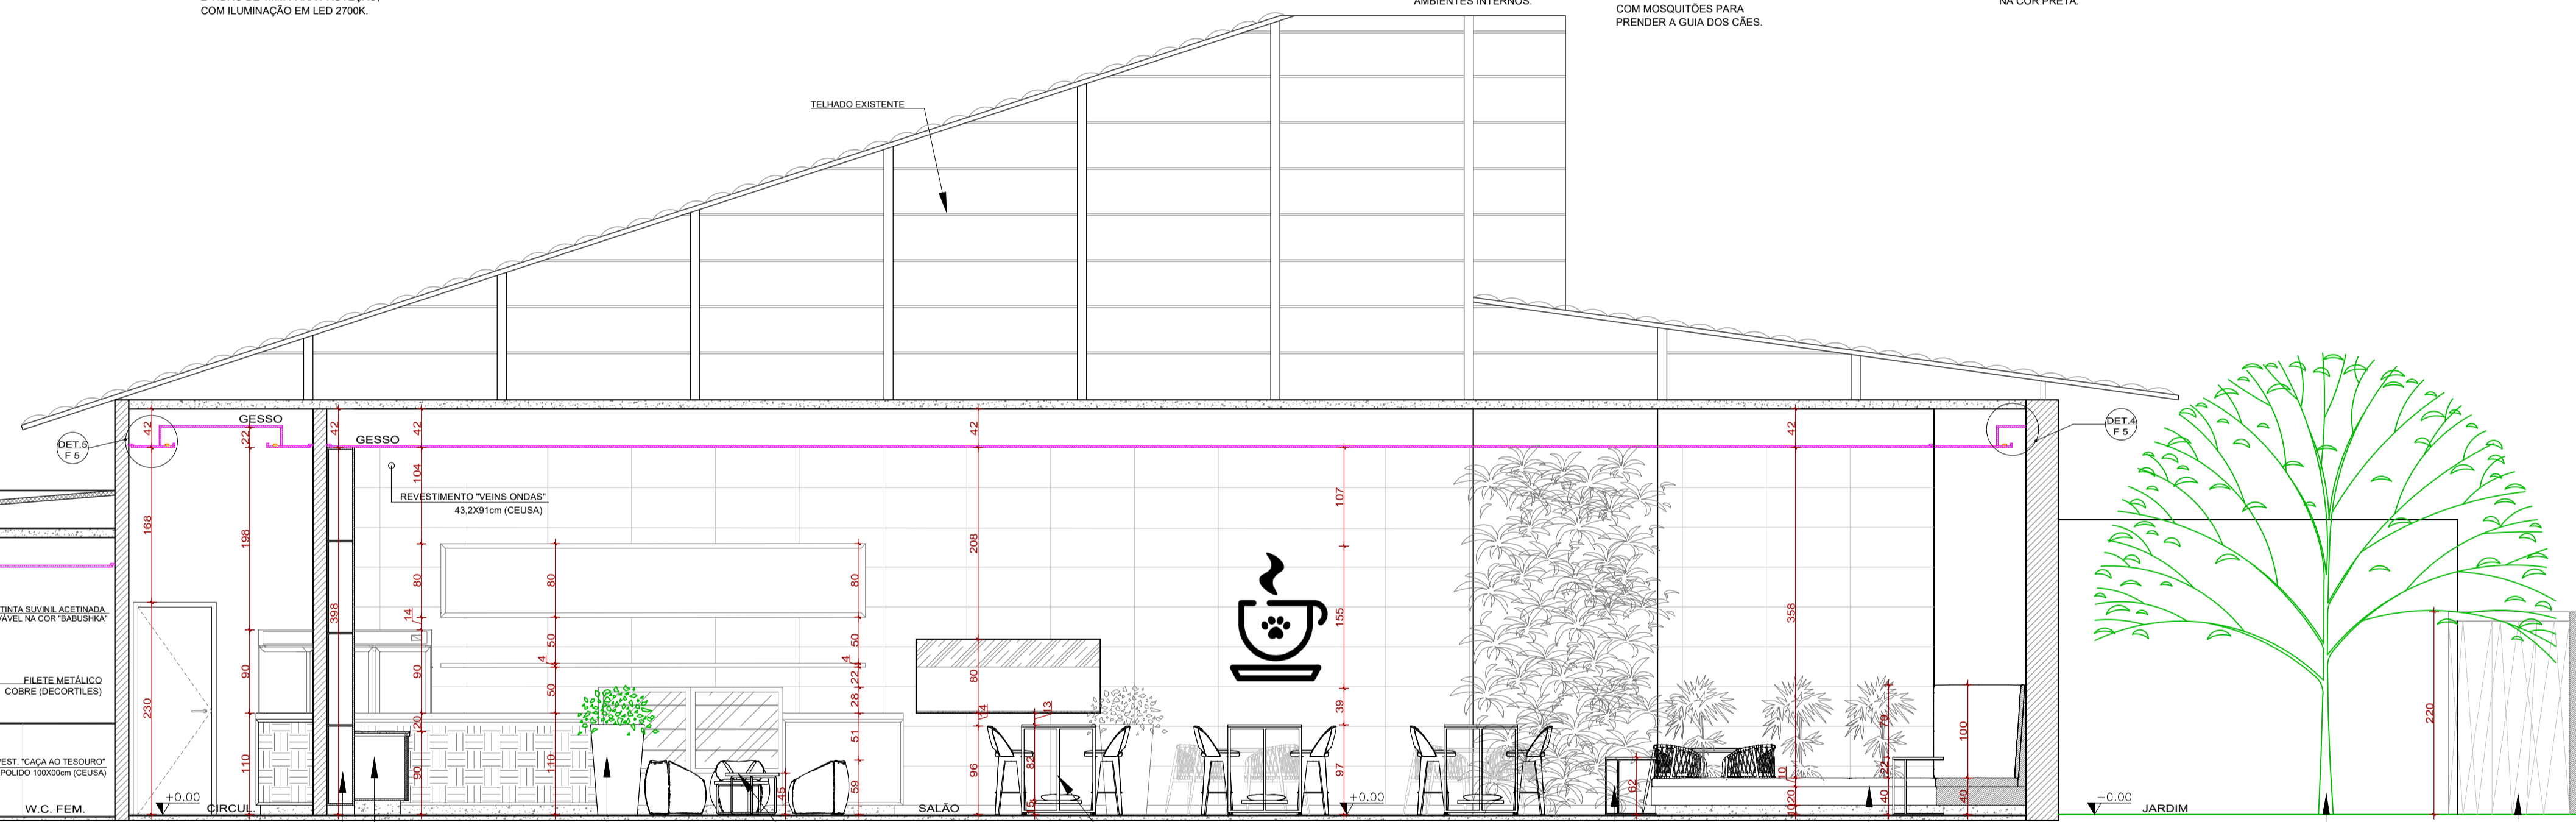 COM ILUMINAÇÃO EM LED 2700K.
AMBIENTES INTERNOS.
COM MOSQUITÕES PARA
PRENDER A GUIA DOS CÃES.
NA COR PRETA.
TELHADO EXISTENTE
DET.5
F 5
GESSO
GESSO
DET.4
F 5
42
22
42
42
42
42
REVESTIMENTO "VEINS ONDAS"
43,2X91cm (CEUSA)
168
198
398
104
208
107
358
TINTA SUVINIL ACETINADA
COR "BABUSHKA"
80
14
80
80
155
FILETE METÁLICO
COBRE (DECORTILES)
230
90
90
50
4
50
50
4
22
28
80
39
220
"CAÇA AO TESOURO"
POLIDO 100X00cm (CEUSA)
110
20
90
110
45
51
59
14
96
13
82
15
97
62
10
20
10
79
22
40
100
40
W.C. FEM.
+0.00
CIRCUL.
SALÃO
+0.00
+0.00
JARDIM